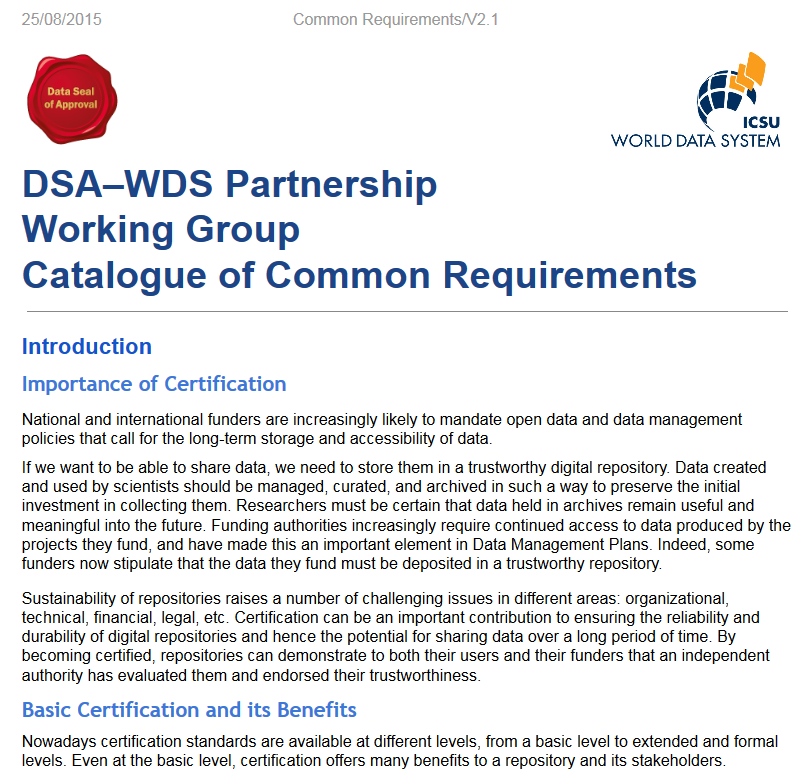 25/08/2015 Common Requirements/V2.1
Data Seal
of Approval
ICSU
WORLD DATA SYSTEM
DSA–WDS Partnership
Working Group
Catalogue of Common Requirements
Introduction
Importance of Certification
National and international funders are increasingly likely to mandate open data and data management
policies that call for the long-term storage and accessibility of data.
If we want to be able to share data, we need to store them in a trustworthy digital repository. Data created
and used by scientists should be managed, curated, and archived in such a way to preserve the initial
investment in collecting them. Researchers must be certain that data held in archives remain useful and
meaningful into the future. Funding authorities increasingly require continued access to data produced by the
projects they fund, and have made this an important element in Data Management Plans. Indeed, some
funders now stipulate that the data they fund must be deposited in a trustworthy repository.
Sustainability of repositories raises a number of challenging issues in different areas: organizational,
technical, financial, legal, etc. Certification can be an important contribution to ensuring the reliability and
durability of digital repositories and hence the potential for sharing data over a long period of time. By
becoming certified, repositories can demonstrate to both their users and their funders that an independent
authority has evaluated them and endorsed their trustworthiness.
Basic Certification and its Benefits
Nowadays certification standards are available at different levels, from a basic level to extended and formal
levels. Even at the basic level, certification offers many benefits to a repository and its stakeholders.